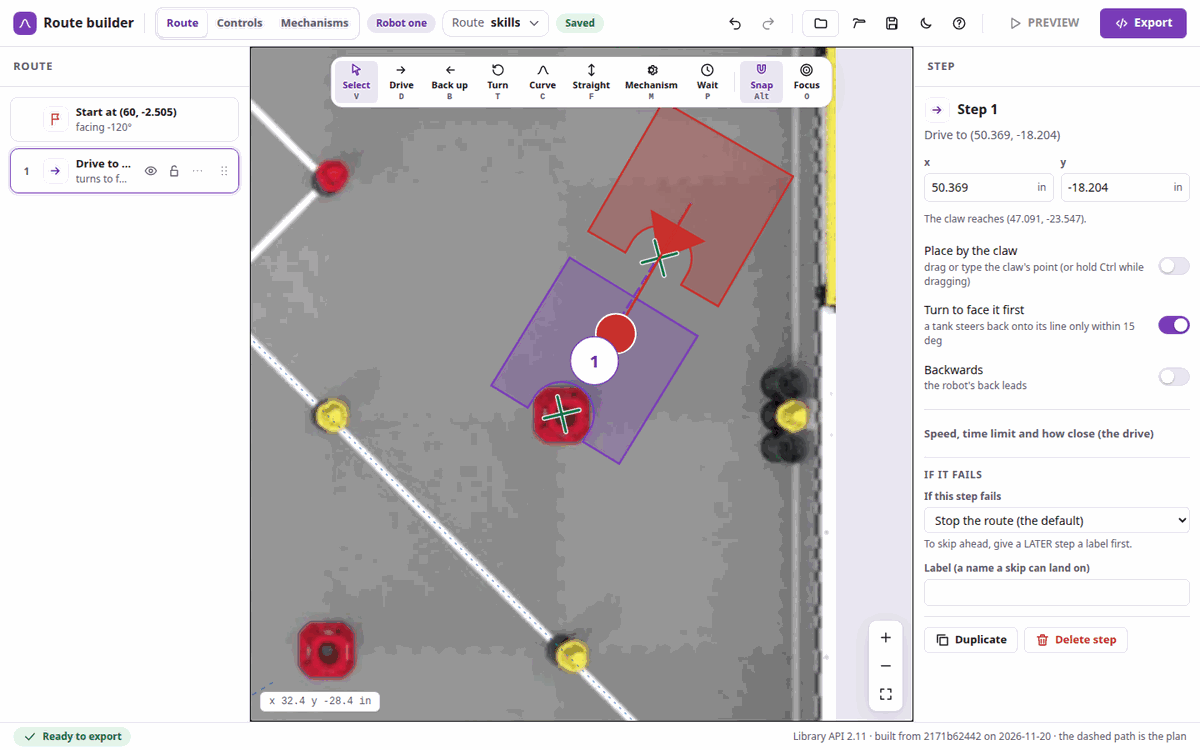 Route builder
Route
Controls
Mechanisms
Robot one
Route skills
Saved
PREVIEW
Export
ROUTE
Start at (60, -2.505)
facing -120°
1
Drive to ...
turns to f...
Select
V
Drive
D
Back up
B
Turn
T
Curve
C
Straight
F
Mechanism
M
Wait
P
Snap
Alt
Focus
O
1
x 32.4 y -28.4 in
STEP
Step 1
Drive to (50.369, -18.204)
x
y
50.369 in
-18.204 in
The claw reaches (47.091, -23.547).
Place by the claw
drag or type the claw's point (or hold Ctrl while
dragging)
Turn to face it first
a tank steers back onto its line only within 15
deg
Backwards
the robot's back leads
Speed, time limit and how close (the drive)
IF IT FAILS
If this step fails
Stop the route (the default)
To skip ahead, give a LATER step a label first.
Label (a name a skip can land on)
Duplicate
Delete step
Ready to export
Library API 2.11 · built from 2171b62442 on 2026-11-20 · the dashed path is the plan